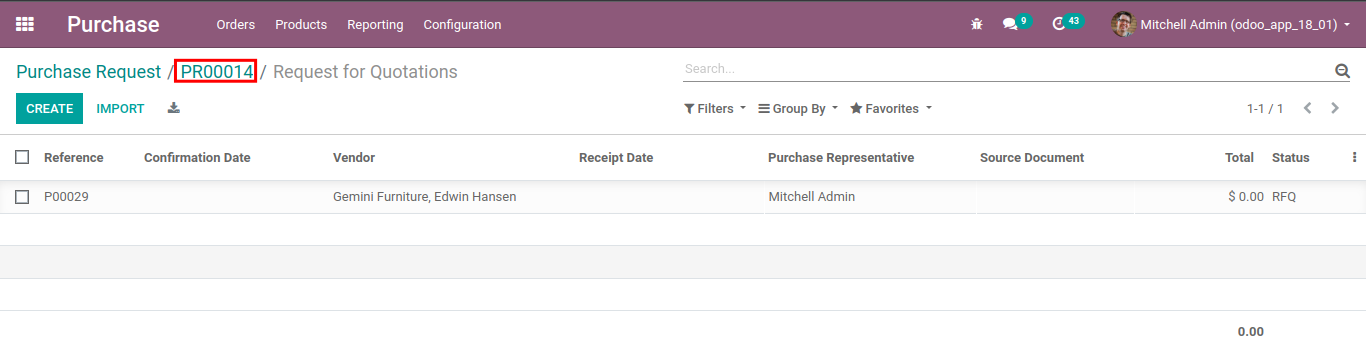 Purchase Orders Products Reporting Configuration 9 43 Mitchell Admin (odoo_app_18_01)
Purchase Request / PR00014 / Request for Quotations Search...
CREATE IMPORT Filters Group By Favorites 1-1 / 1
Reference Confirmation Date Vendor Receipt Date Purchase Representative Source Document Total Status
P00029 Gemini Furniture, Edwin Hansen Mitchell Admin $ 0.00 RFQ
0.00